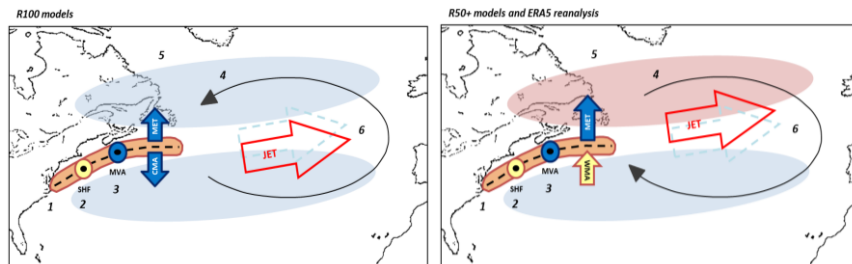 R100 models
5
4
MET
6
JET
CMA
MVA
SHF
3
1
2
R50+ models and ERA5 reanalysis
5
4
MET
JET
6
MVA
WMA
SHF
3
1
2